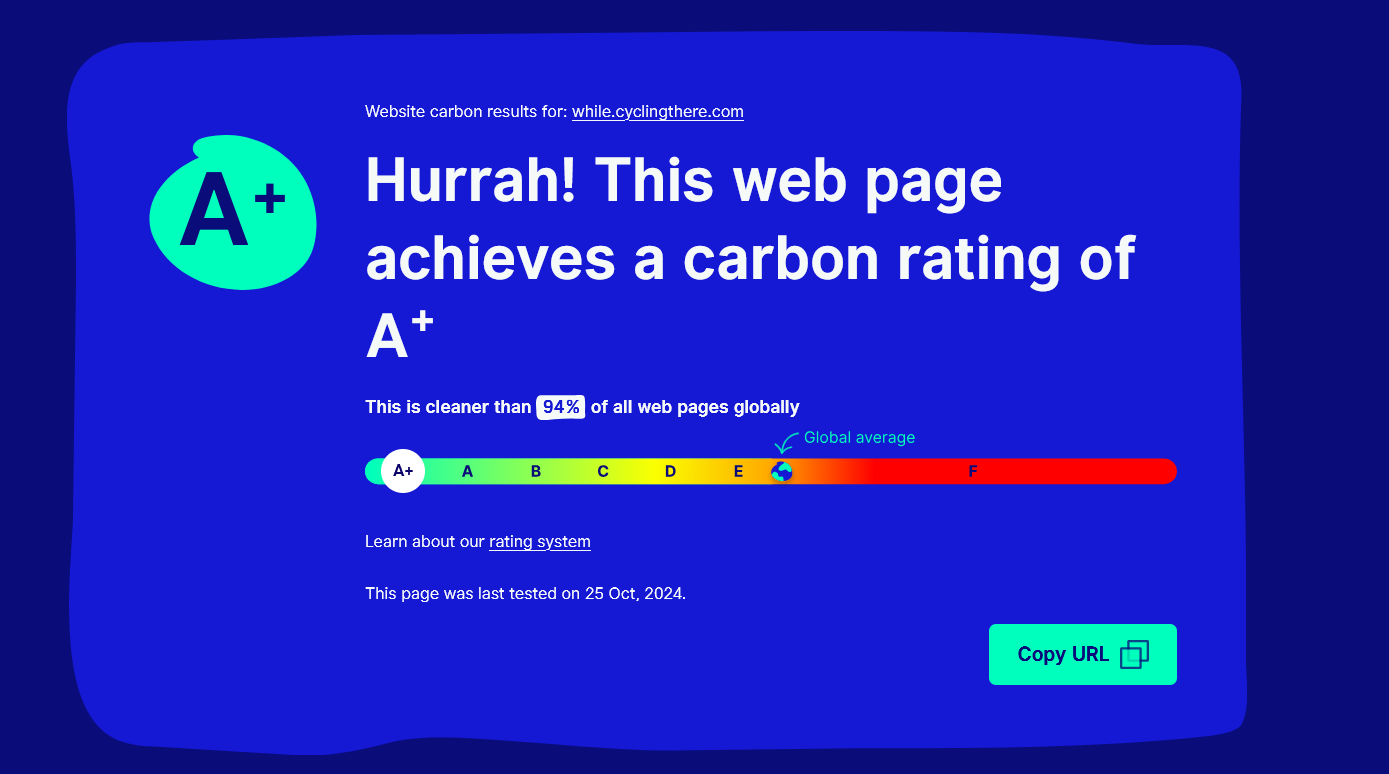 Website carbon results for: while.cyclingthere.com
A+
Hurrah! This web page
achieves a carbon rating of
A+
This is cleaner than 94% of all web pages globally
Global average
A+ A B C D E F
Learn about our rating system
This page was last tested on 25 Oct, 2024.
Copy URL